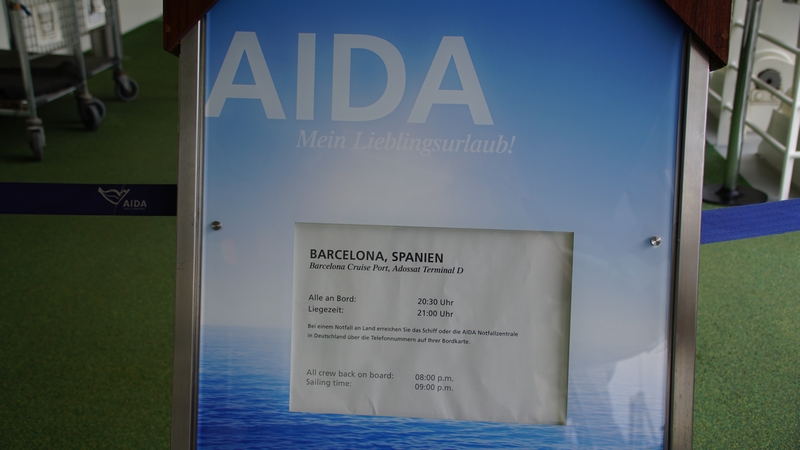 AIDA
Mein Lieblingsurlaub!
AIDA
BARCELONA, SPANIEN
Barcelona Cruise Port, Adossat Terminal D
Alle an Bord: 20:30 Uhr
Liegezeit: 21:00 Uhr
Bei einem Notfall an Land erreichen Sie das Schiff oder die AIDA Notfallzentrale
in Deutschland über die Telefonnummern auf Ihrer Bordkarte.
All crew back on board: 08:00 p.m.
Sailing time: 09:00 p.m.